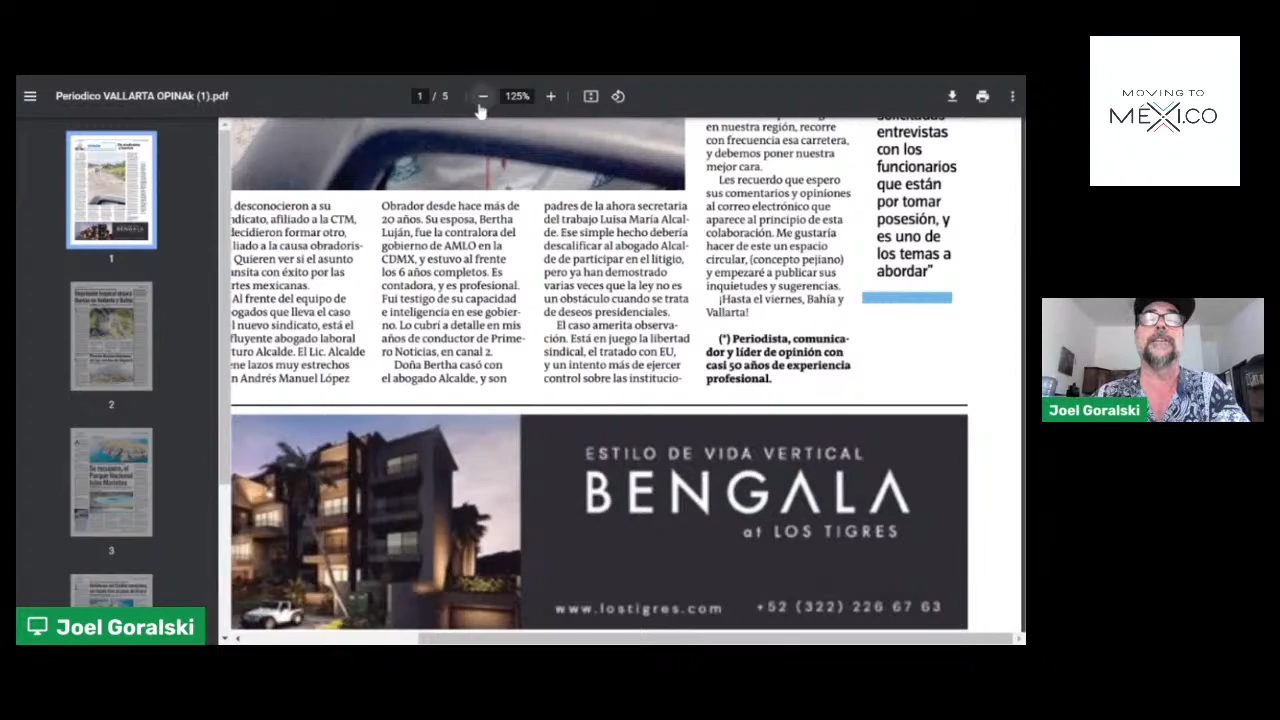 Periodico VALLARTA OPINAk (1).pdf
1 / 5
125%
MOVING TO
MEXICO
1
2
Se recupera, el
Parque Nacional
Islas Marietas
3
desconocieron a su
ndicato, afiliado a la CTM,
decidieron formar otro,
liado a la causa obradoris-
Quieren ver si el asunto
ansita con éxito por las
rtes mexicanas.
Al frente del equipo de
ogados que lleva el caso
l nuevo sindicato, está el
fluyente abogado laboral
turo Alcalde. El Lic. Alcalde
ne lazos muy estrechos
n Andrés Manuel López
Obrador desde hace más de
20 años. Su esposa, Bertha
Luján, fue la contralora del
gobierno de AMLO en la
CDMX, y estuvo al frente
los 6 años completos. Es
contadora, y es profesional.
Fui testigo de su capacidad
e inteligencia en ese gobier-
no. Lo cubrí a detalle en mis
años de conductor de Prime-
ro Noticias, en canal 2.
Doña Bertha casó con
el abogado Alcalde, y son
padres de la ahora secretaria
del trabajo Luisa María Alcal-
de. Ese simple hecho debería
descalificar al abogado Alcal-
de de participar en el litigio,
pero ya han demostrado
varias veces que la ley no es
un obstáculo cuando se trata
de deseos presidenciales.
El caso amerita observa-
ción. Está en juego la libertad
sindical, el tratado con EU,
y un intento más de ejercer
control sobre las institucio-
en nuestra región, recorre
con frecuencia esa carretera,
y debemos poner nuestra
mejor cara.
Les recuerdo que espero
sus comentarios y opiniones
al correo electrónico que
aparece al principio de esta
colaboración. Me gustaría
hacer de este un espacio
circular, (concepto pejiano)
y empezaré a publicar sus
inquietudes y sugerencias.
¡Hasta el viernes, Bahía y
Vallarta!
(*) Periodista, comunica-
dor y líder de opinión con
casi 50 años de experiencia
profesional.
solicitadas
entrevistas
con los
funcionarios
que están
por tomar
posesión, y
es uno de
los temas a
abordar"
ESTILO DE VIDA VERTICAL
BENGALA
at LOS TIGRES
www.lostigres.com +52 (322) 226 67 63
Joel Goralski
Joel Goralski